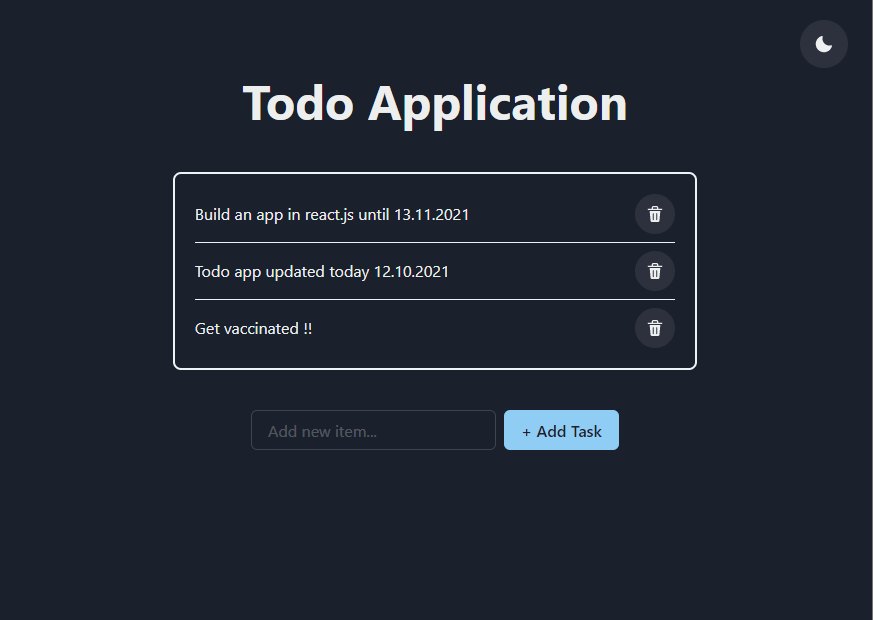 Todo Application
Build an app in react.js until 13.11.2021
Todo app updated today 12.10.2021
Get vaccinated !!
Add new item...
+ Add Task